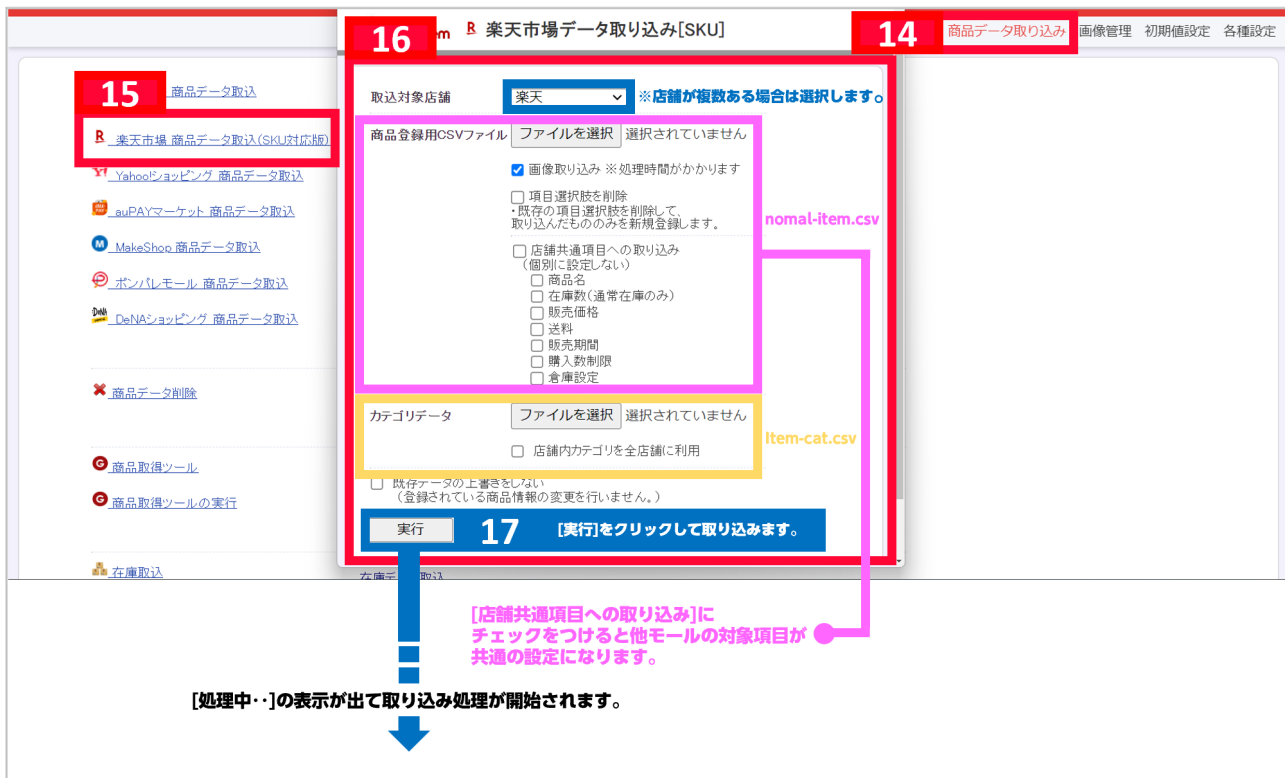 16
m
R 楽天市場データ取り込み[SKU]
14
商品データ取り込み
画像管理
初期値設定
各種設定
15
商品データ取込
R 楽天市場 商品データ取込(SKU対応版)
Yahoo!ショッピング 商品データ取込
auPAYマーケット 商品データ取込
M MakeShop 商品データ取込
ポンパレモール 商品データ取込
DeNA DeNAショッピング 商品データ取込
商品データ削除
G 商品取得ツール
G 商品取得ツールの実行
在庫取込
取込対象店舗
楽天
※店舗が複数ある場合は選択します。
商品登録用CSVファイル
ファイルを選択
選択されていません
画像取り込み ※処理時間がかかります
項目選択肢を削除
・既存の項目選択肢を削除して、
取り込んだもののみを新規登録します。
nomal-item.csv
店舗共通項目への取り込み
(個別に設定しない)
商品名
在庫数(通常在庫のみ)
販売価格
送料
販売期間
購入数制限
倉庫設定
カテゴリデータ
ファイルを選択
選択されていません
Item-cat.csv
店舗内カテゴリを全店舗に利用
既存データの上書きをしない
(登録されている商品情報の変更を行いません。)
実行
17
[実行]をクリックして取り込みます。
[店舗共通項目への取り込み]に
チェックをつけると他モールの対象項目が
共通の設定になります。
[処理中‥]の表示が出て取り込み処理が開始されます。